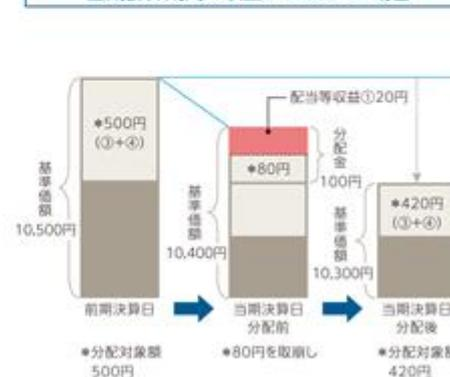 配当等収益①20円
*500円
(③+④)
分配金
100円
*80円
*420円
(③+④)
基準価額
10,500円
基準価額
10,400円
基準価額
10,300円
前期決算日
当期決算日
分配前
当期決算日
分配後
*分配対象額
500円
*80円を取崩し
*分配対象額
420円